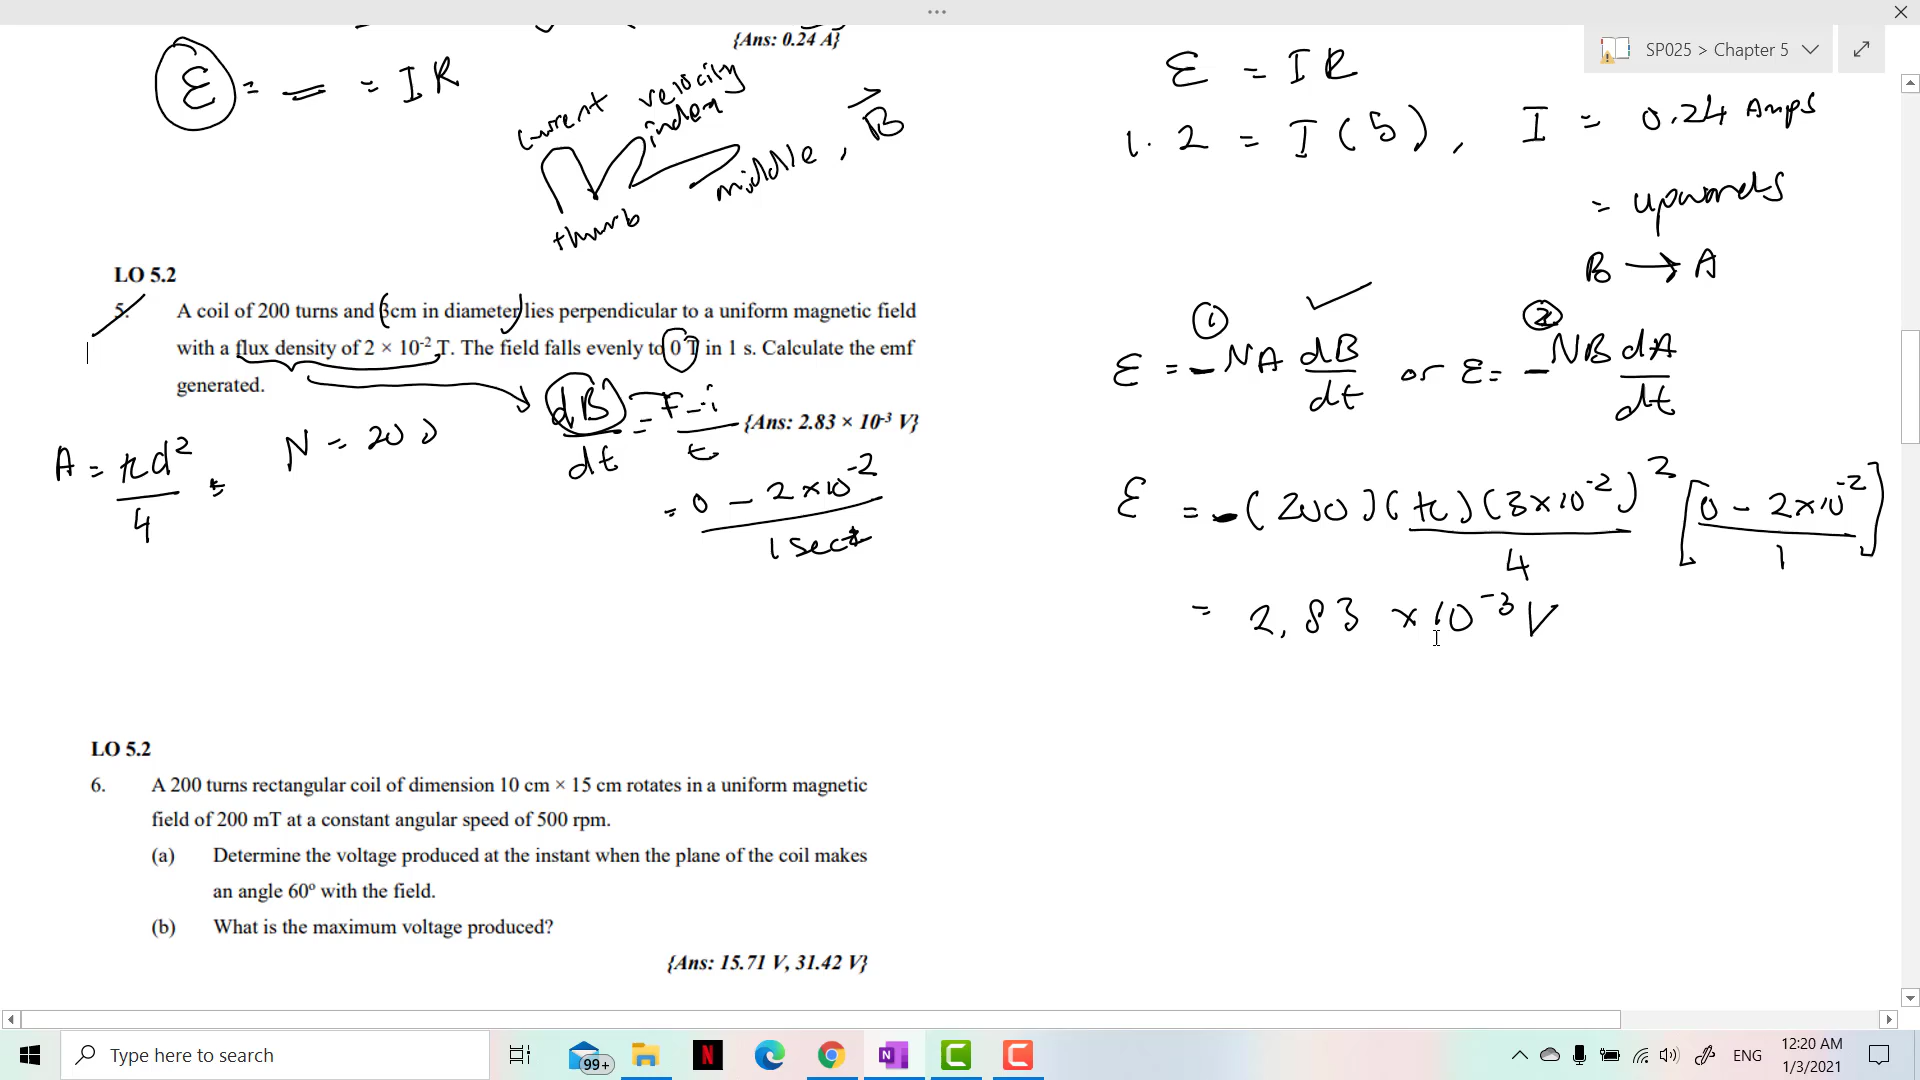 SP025 > Chapter 5
{Ans: 0.24 A}
ε = = IR
current velocity
index
middle, B
thumb
ε = IR
1.2 = I(5), I = 0.24 Amps
= upwards
B → A
LO 5.2
5. A coil of 200 turns and 3cm in diameter lies perpendicular to a uniform magnetic field
with a flux density of 2 × 10⁻² T. The field falls evenly to 0 T in 1 s. Calculate the emf
generated.
{Ans: 2.83 × 10⁻³ V}
A = πd²/4 =
N = 200
dB/dt = F-i/t
= 0 - 2×10⁻² / 1 sec
① ②
ε = -NA dB/dt or ε = -NB dA/dt
ε = -(200)(π)(3×10⁻²)²/4 [0 - 2×10⁻²/1]
= 2.83 ×10⁻³ V
LO 5.2
6. A 200 turns rectangular coil of dimension 10 cm × 15 cm rotates in a uniform magnetic
field of 200 mT at a constant angular speed of 500 rpm.
(a) Determine the voltage produced at the instant when the plane of the coil makes
an angle 60º with the field.
(b) What is the maximum voltage produced?
{Ans: 15.71 V, 31.42 V}
Type here to search
99+
N
N
C
C
ENG
12:20 AM
1/3/2021